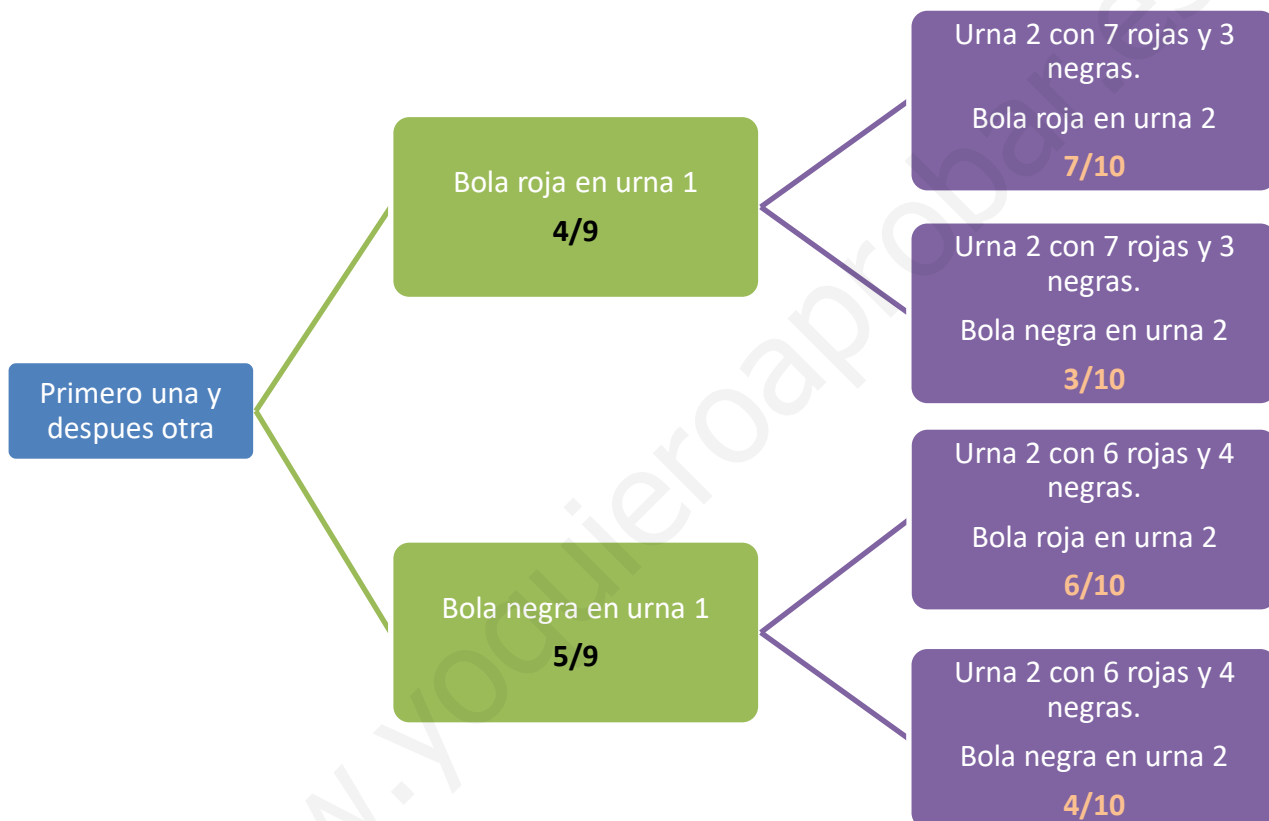 Urna 2 con 7 rojas y 3
negras.
Bola roja en urna 2
7/10
Bola roja en urna 1
4/9
Urna 2 con 7 rojas y 3
negras.
Bola negra en urna 2
3/10
Primero una y
despues otra
Urna 2 con 6 rojas y 4
negras.
Bola roja en urna 2
6/10
Bola negra en urna 1
5/9
Urna 2 con 6 rojas y 4
negras.
Bola negra en urna 2
4/10
w.yoquieroaprobar.es